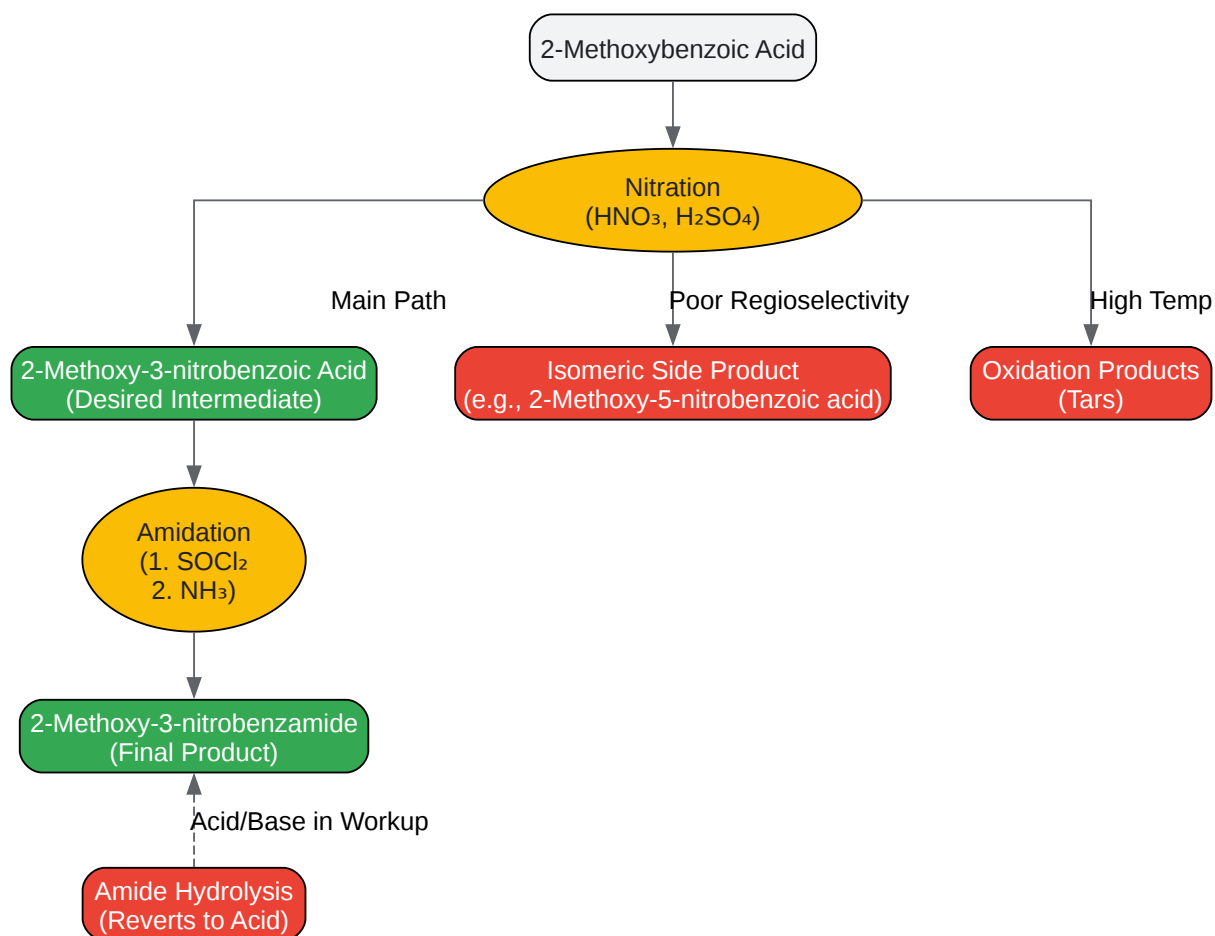 2-Methoxybenzoic Acid
Nitration
(HNO₃, H₂SO₄)
Main Path
Poor Regioselectivity
High Temp
2-Methoxy-3-nitrobenzoic Acid
(Desired Intermediate)
Isomeric Side Product
(e.g., 2-Methoxy-5-nitrobenzoic acid)
Oxidation Products
(Tars)
Amidation
(1. SOCl₂
2. NH₃)
2-Methoxy-3-nitrobenzamide
(Final Product)
Acid/Base in Workup
Amide Hydrolysis
(Reverts to Acid)